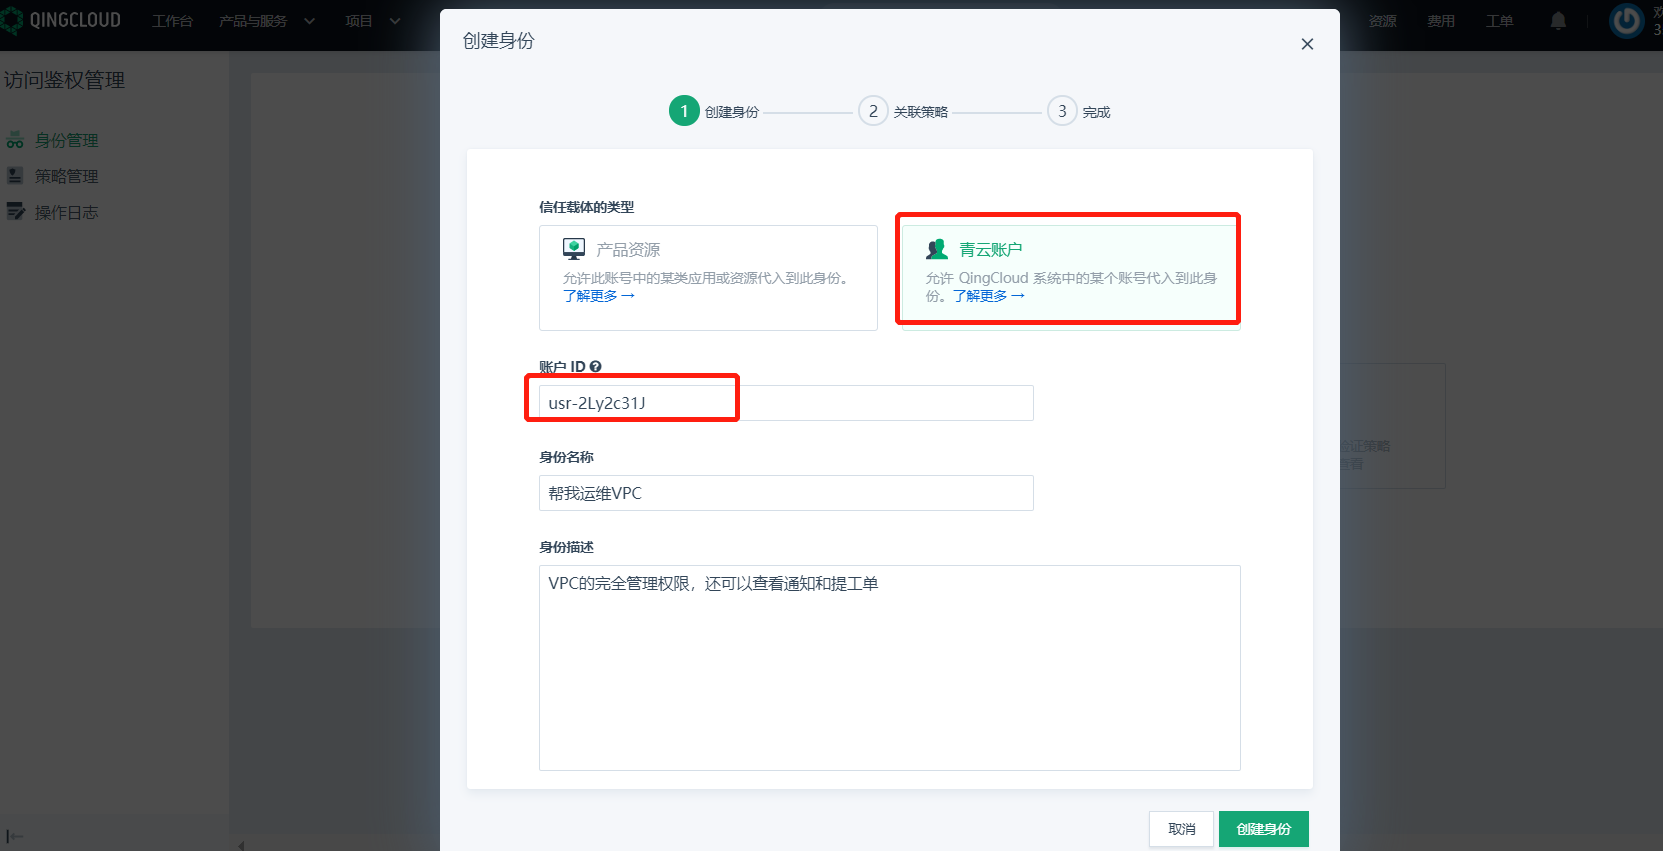 QINGCLOUD 工作台 产品与服务 项目 资源 费用 工单
访问鉴权管理
身份管理
策略管理
操作日志
创建身份
1 创建身份 2 关联策略 3 完成
信任载体的类型
产品资源
允许此账号中的某类应用或资源代入到此身份。
了解更多 →
青云账户
允许 QingCloud 系统中的某个账号代入到此身
份。了解更多 →
账户 ID
usr-2Ly2c31J
身份名称
帮我运维VPC
身份描述
VPC的完全管理权限，还可以查看通知和提工单
证策略
取消 创建身份